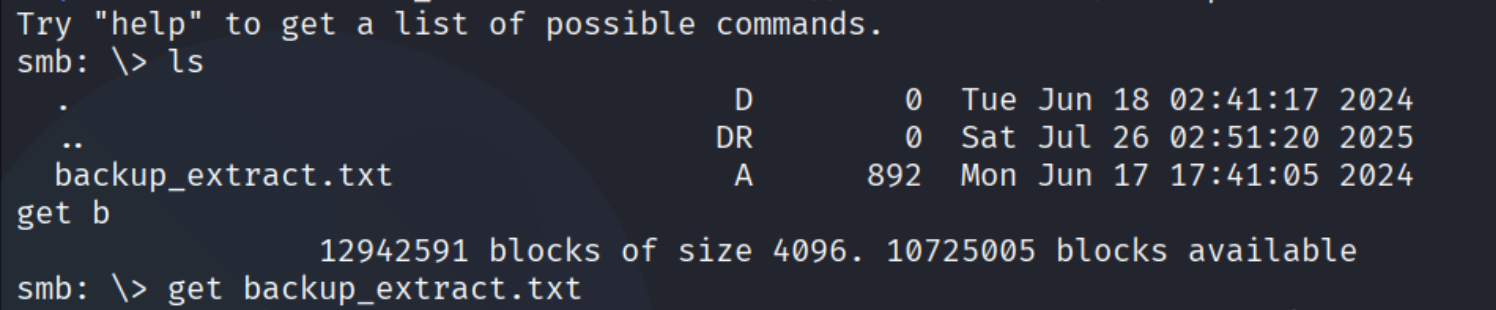 Try "help" to get a list of possible commands.
smb: \> ls
  .                                   D        0  Tue Jun 18 02:41:17 2024
  ..                                 DR        0  Sat Jul 26 02:51:20 2025
  backup_extract.txt                  A      892  Mon Jun 17 17:41:05 2024
get b
                12942591 blocks of size 4096. 10725005 blocks available
smb: \> get backup_extract.txt